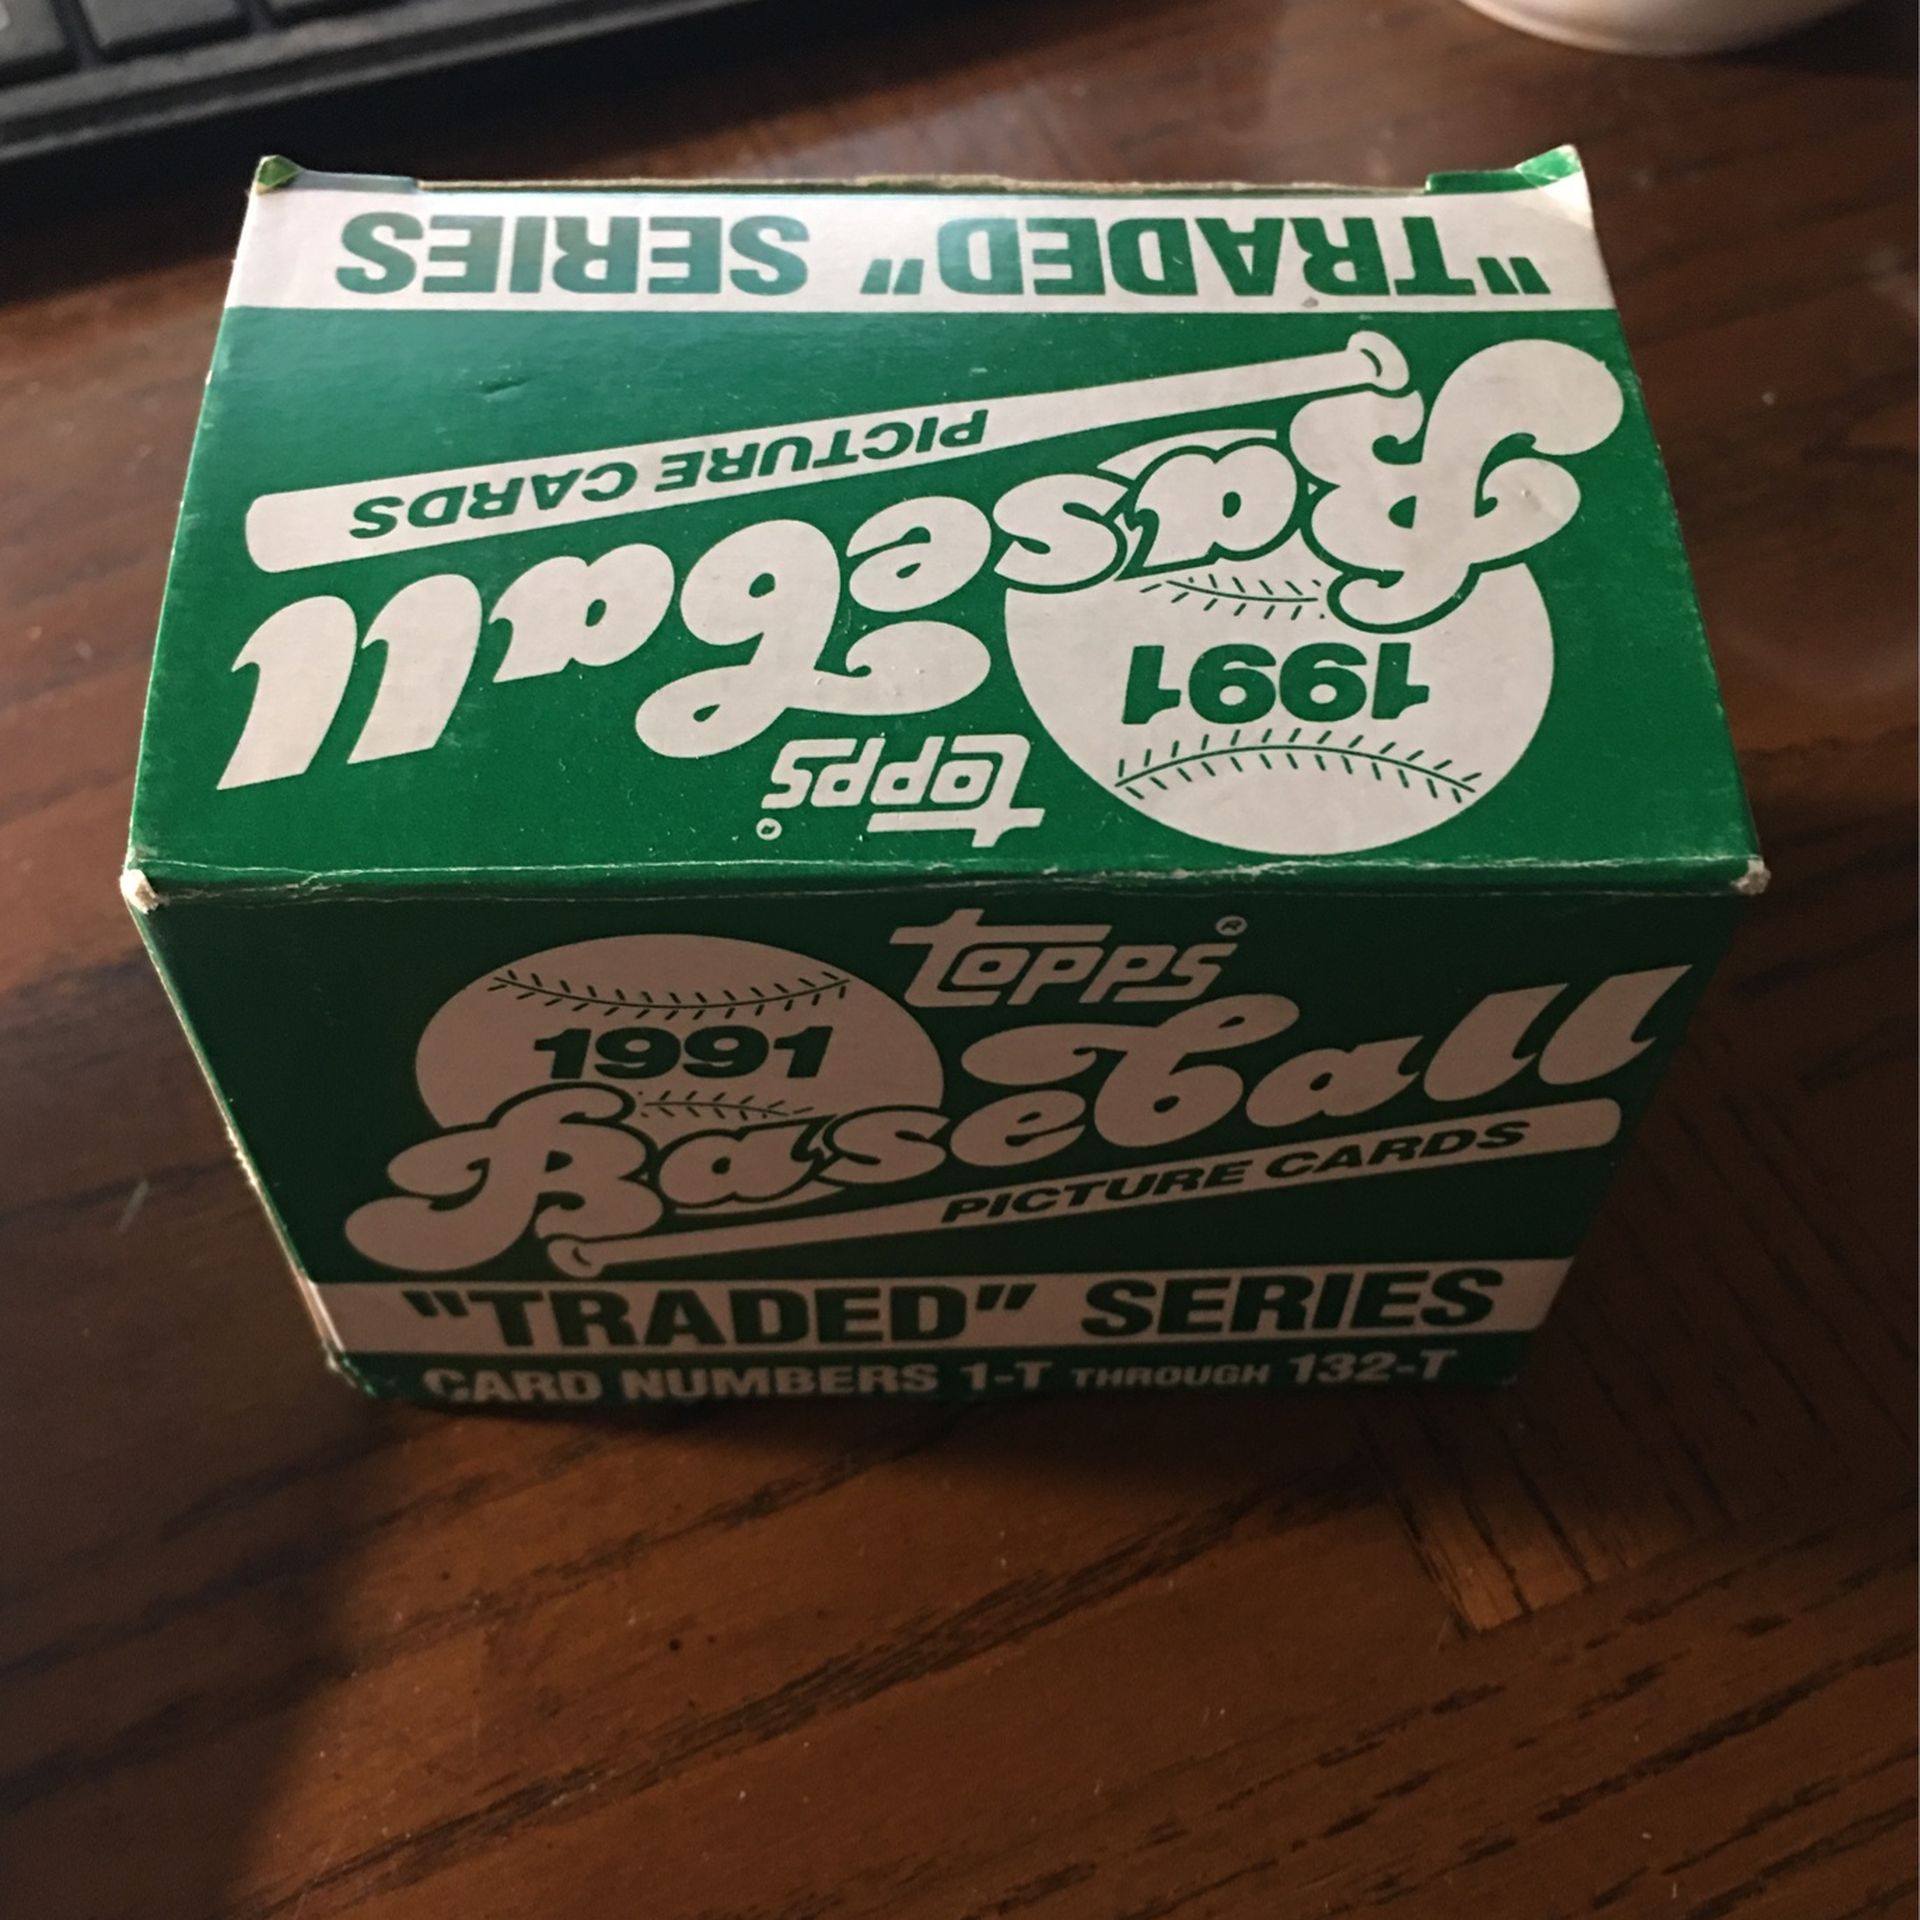 "TRADED" SERIES
PICTURE CARDS
Baseball
1991
Topps®
Topps®
1991
Baseball
PICTURE CARDS
"TRADED" SERIES
CARD NUMBERS 1-T THROUGH 132-T